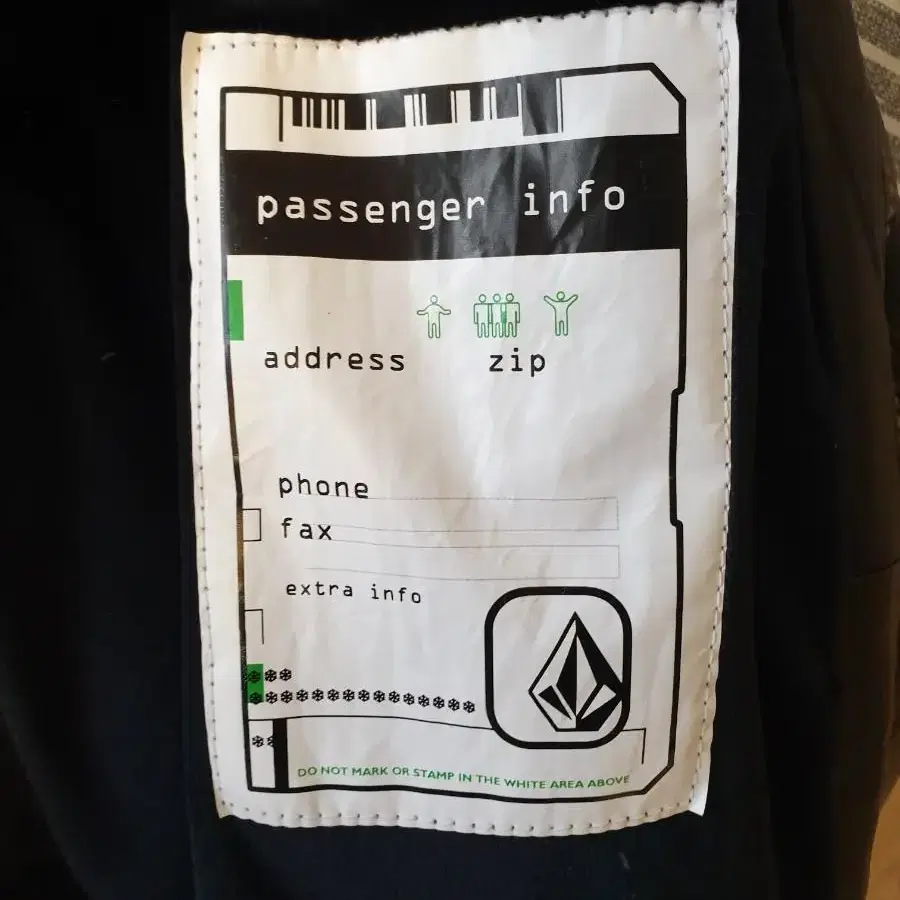 passenger info
address zip
phone
fax
extra info
DO NOT MARK OR STAMP IN THE WHITE AREA ABOVE